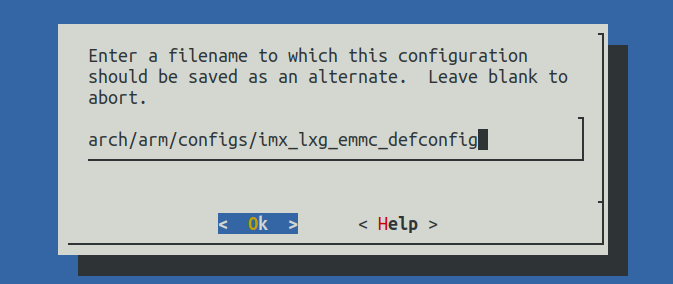 Enter a filename to which this configuration
should be saved as an alternate.  Leave blank to
abort.
arch/arm/configs/imx_lxg_emmc_defconfig
<  Ok  > < Help >